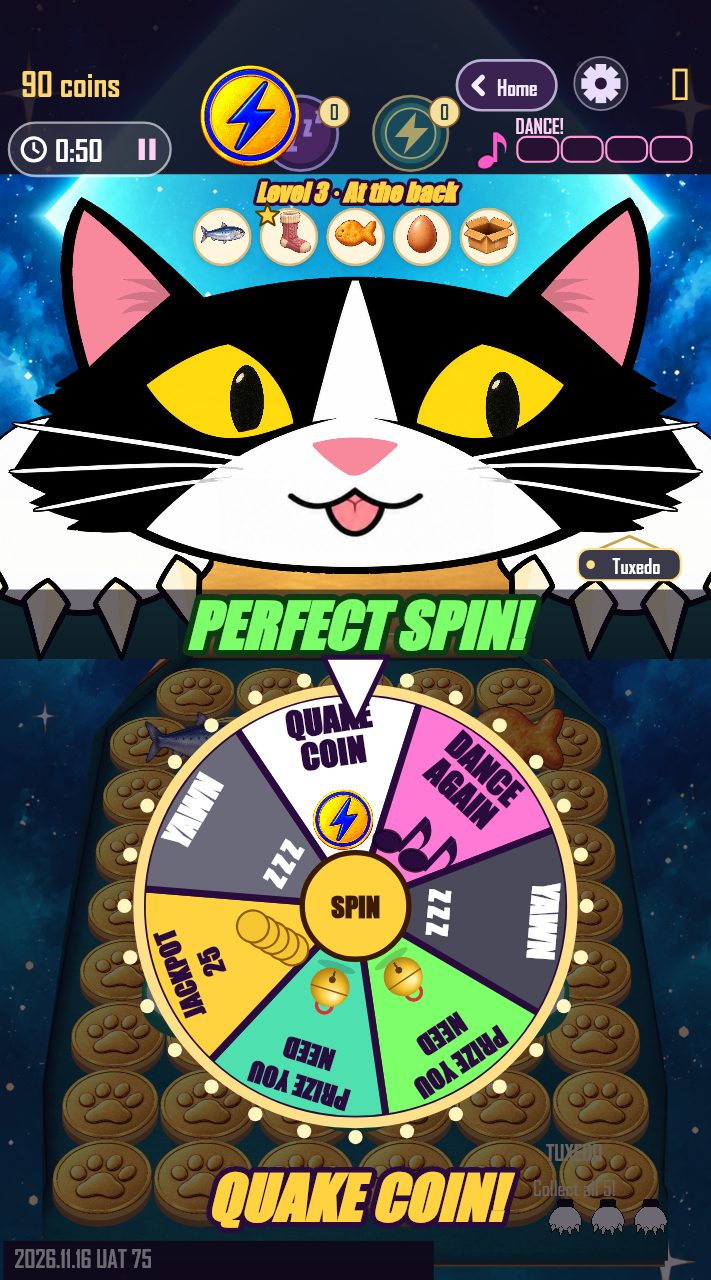 90 coins
Home
0
0
0:50
DANCE!
Level 3 · At the back
Tuxedo
PERFECT SPIN!
QUAKE
COIN
DANCE
AGAIN
YAWN
ZZZ
YAWN
ZZZ
SPIN
JACKPOT
25
PRIZE YOU
NEED
PRIZE YOU
NEED
TUXEDO
Collect all 5!
QUAKE COIN!
2026.11.16 UAT 75